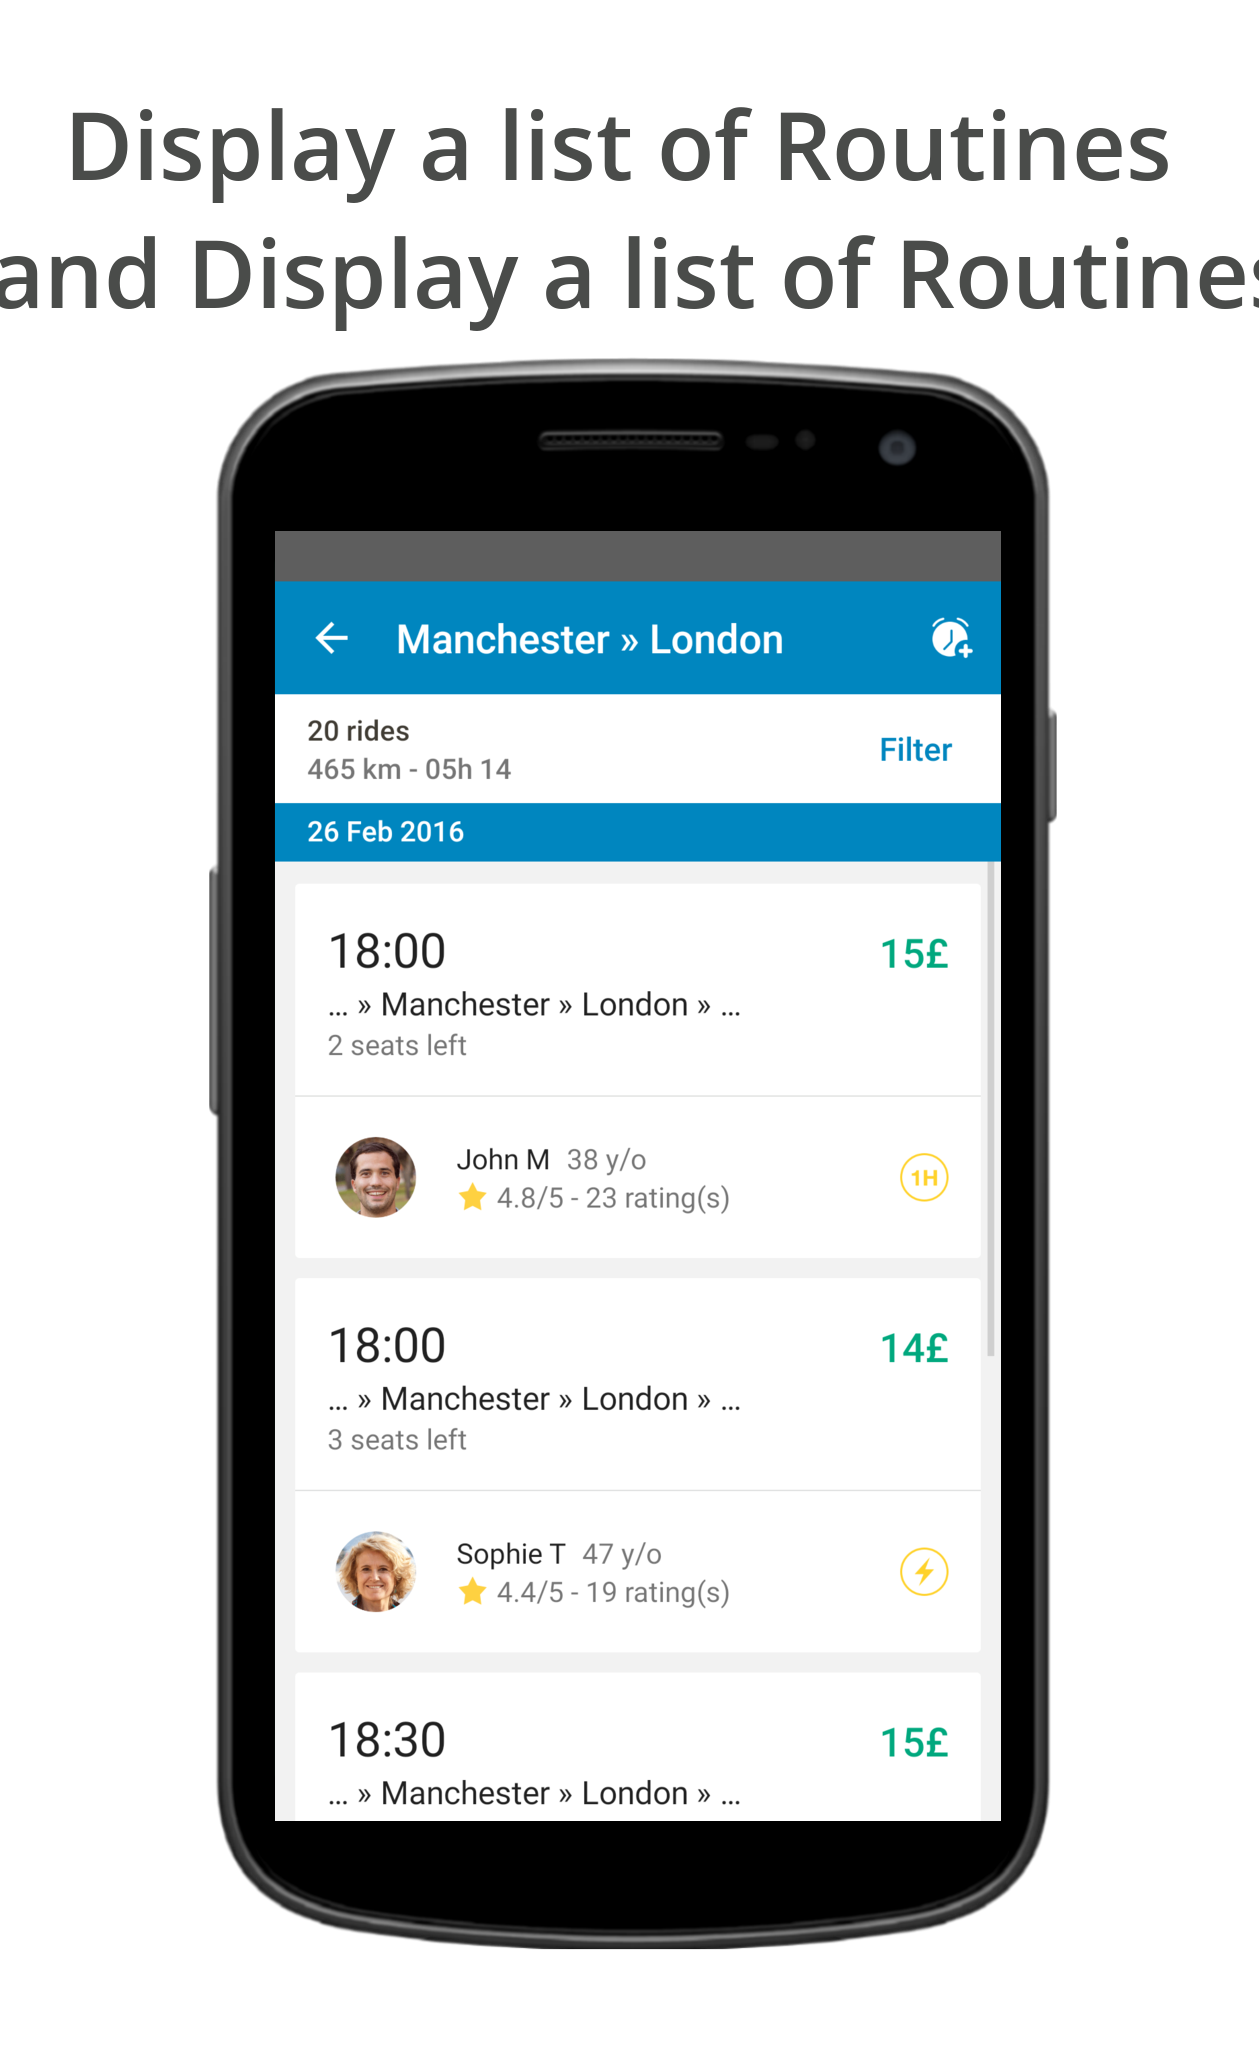 Display a list of Routines
and Display a list of Routines
Manchester » London
20 rides
465 km - 05h 14
Filter
26 Feb 2016
18:00
15£
... » Manchester » London » ...
2 seats left
John M 38 y/o
4.8/5 - 23 rating(s)
1H
18:00
14£
... » Manchester » London » ...
3 seats left
Sophie T 47 y/o
4.4/5 - 19 rating(s)
18:30
15£
... » Manchester » London » ...